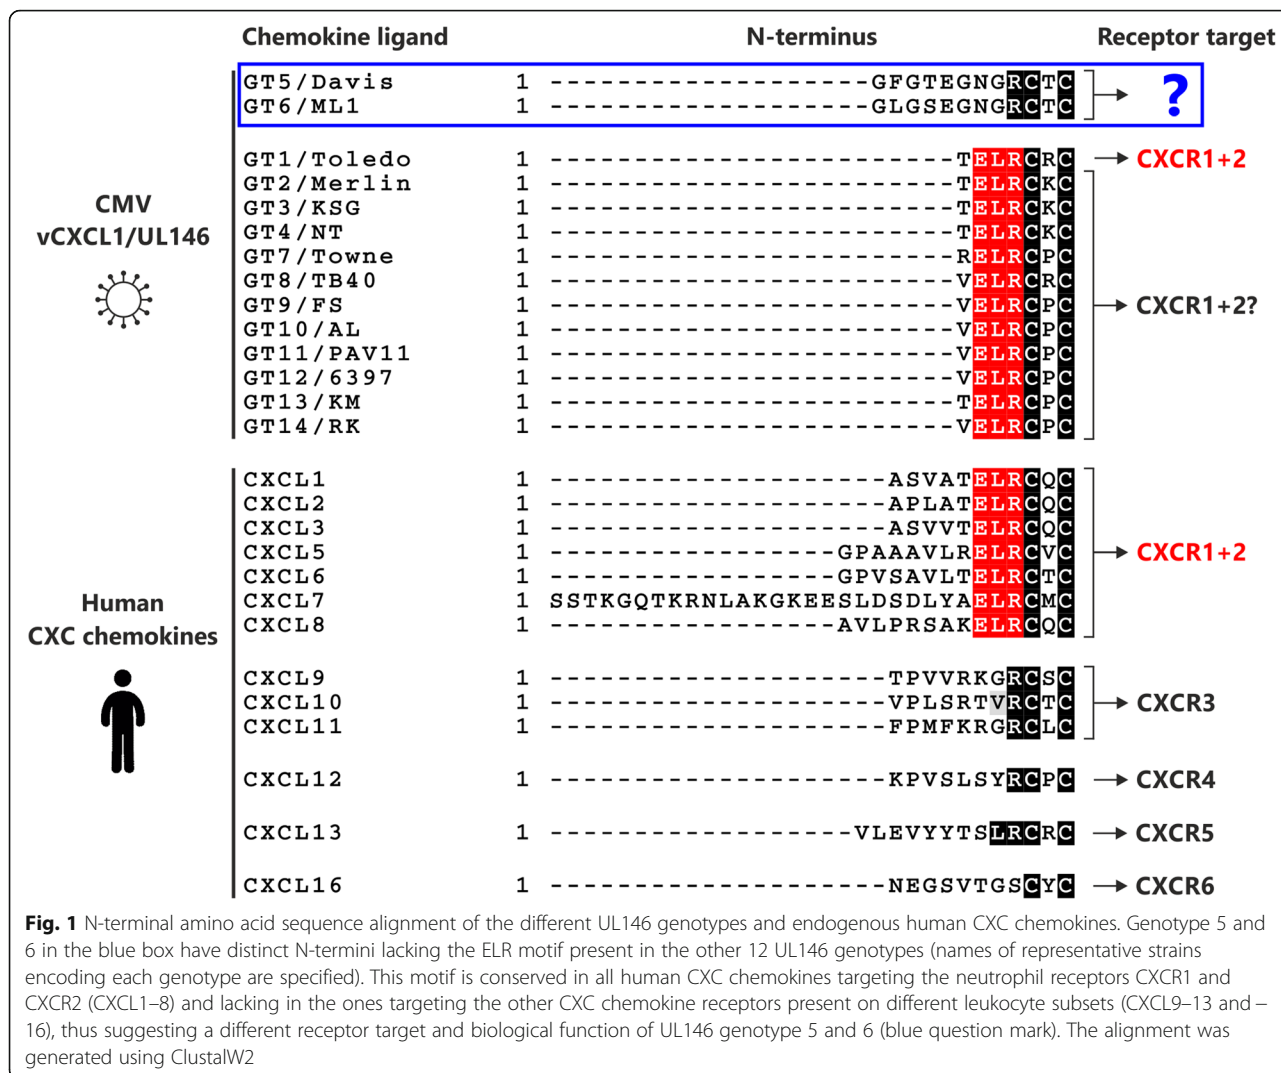 Chemokine ligand N-terminus Receptor target
GT5/Davis 1 -------------------GFGTEGNGRCTC
GT6/ML1 1 -------------------GLGSEGNGRCTC
?
CMV
vCXCL1/UL146
GT1/Toledo 1 ------------------------TELRCRC CXCR1+2
GT2/Merlin 1 ------------------------TELRCKC
GT3/KSG 1 ------------------------TELRCKC
GT4/NT 1 ------------------------TELRCKC
GT7/Towne 1 ------------------------RELRCPC
GT8/TB40 1 ------------------------VELRCRC
GT9/FS 1 ------------------------VELRCPC CXCR1+2?
GT10/AL 1 ------------------------VELRCPC
GT11/PAV11 1 ------------------------VELRCPC
GT12/6397 1 ------------------------VELRCPC
GT13/KM 1 ------------------------TELRCPC
GT14/RK 1 ------------------------VELRCPC
Human
CXC chemokines
CXCL1 1 --------------------ASVATELRCQC
CXCL2 1 --------------------APLATELRCQC
CXCL3 1 --------------------ASVVTELRCQC
CXCL5 1 -----------------GPAAAVLRELRCVC CXCR1+2
CXCL6 1 -----------------GPVSAVLTELRCTC
CXCL7 1 SSTKGQTKRNLAKGKEESLDSDLYAELRCMC
CXCL8 1 -----------------AVLPRSAKELRCQC
CXCL9 1 --------------------TPVVRKGRCSC
CXCL10 1 --------------------VPLSRTVRCTC CXCR3
CXCL11 1 --------------------FPMFKRGRCLC
CXCL12 1 --------------------KPVSLSYRCPC CXCR4
CXCL13 1 ------------------VLEVYYTSLRCRC CXCR5
CXCL16 1 --------------------NEGSVTGSCYC CXCR6
Fig. 1 N-terminal amino acid sequence alignment of the different UL146 genotypes and endogenous human CXC chemokines. Genotype 5 and
6 in the blue box have distinct N-termini lacking the ELR motif present in the other 12 UL146 genotypes (names of representative strains
encoding each genotype are specified). This motif is conserved in all human CXC chemokines targeting the neutrophil receptors CXCR1 and
CXCR2 (CXCL1–8) and lacking in the ones targeting the other CXC chemokine receptors present on different leukocyte subsets (CXCL9–13 and –
16), thus suggesting a different receptor target and biological function of UL146 genotype 5 and 6 (blue question mark). The alignment was
generated using ClustalW2